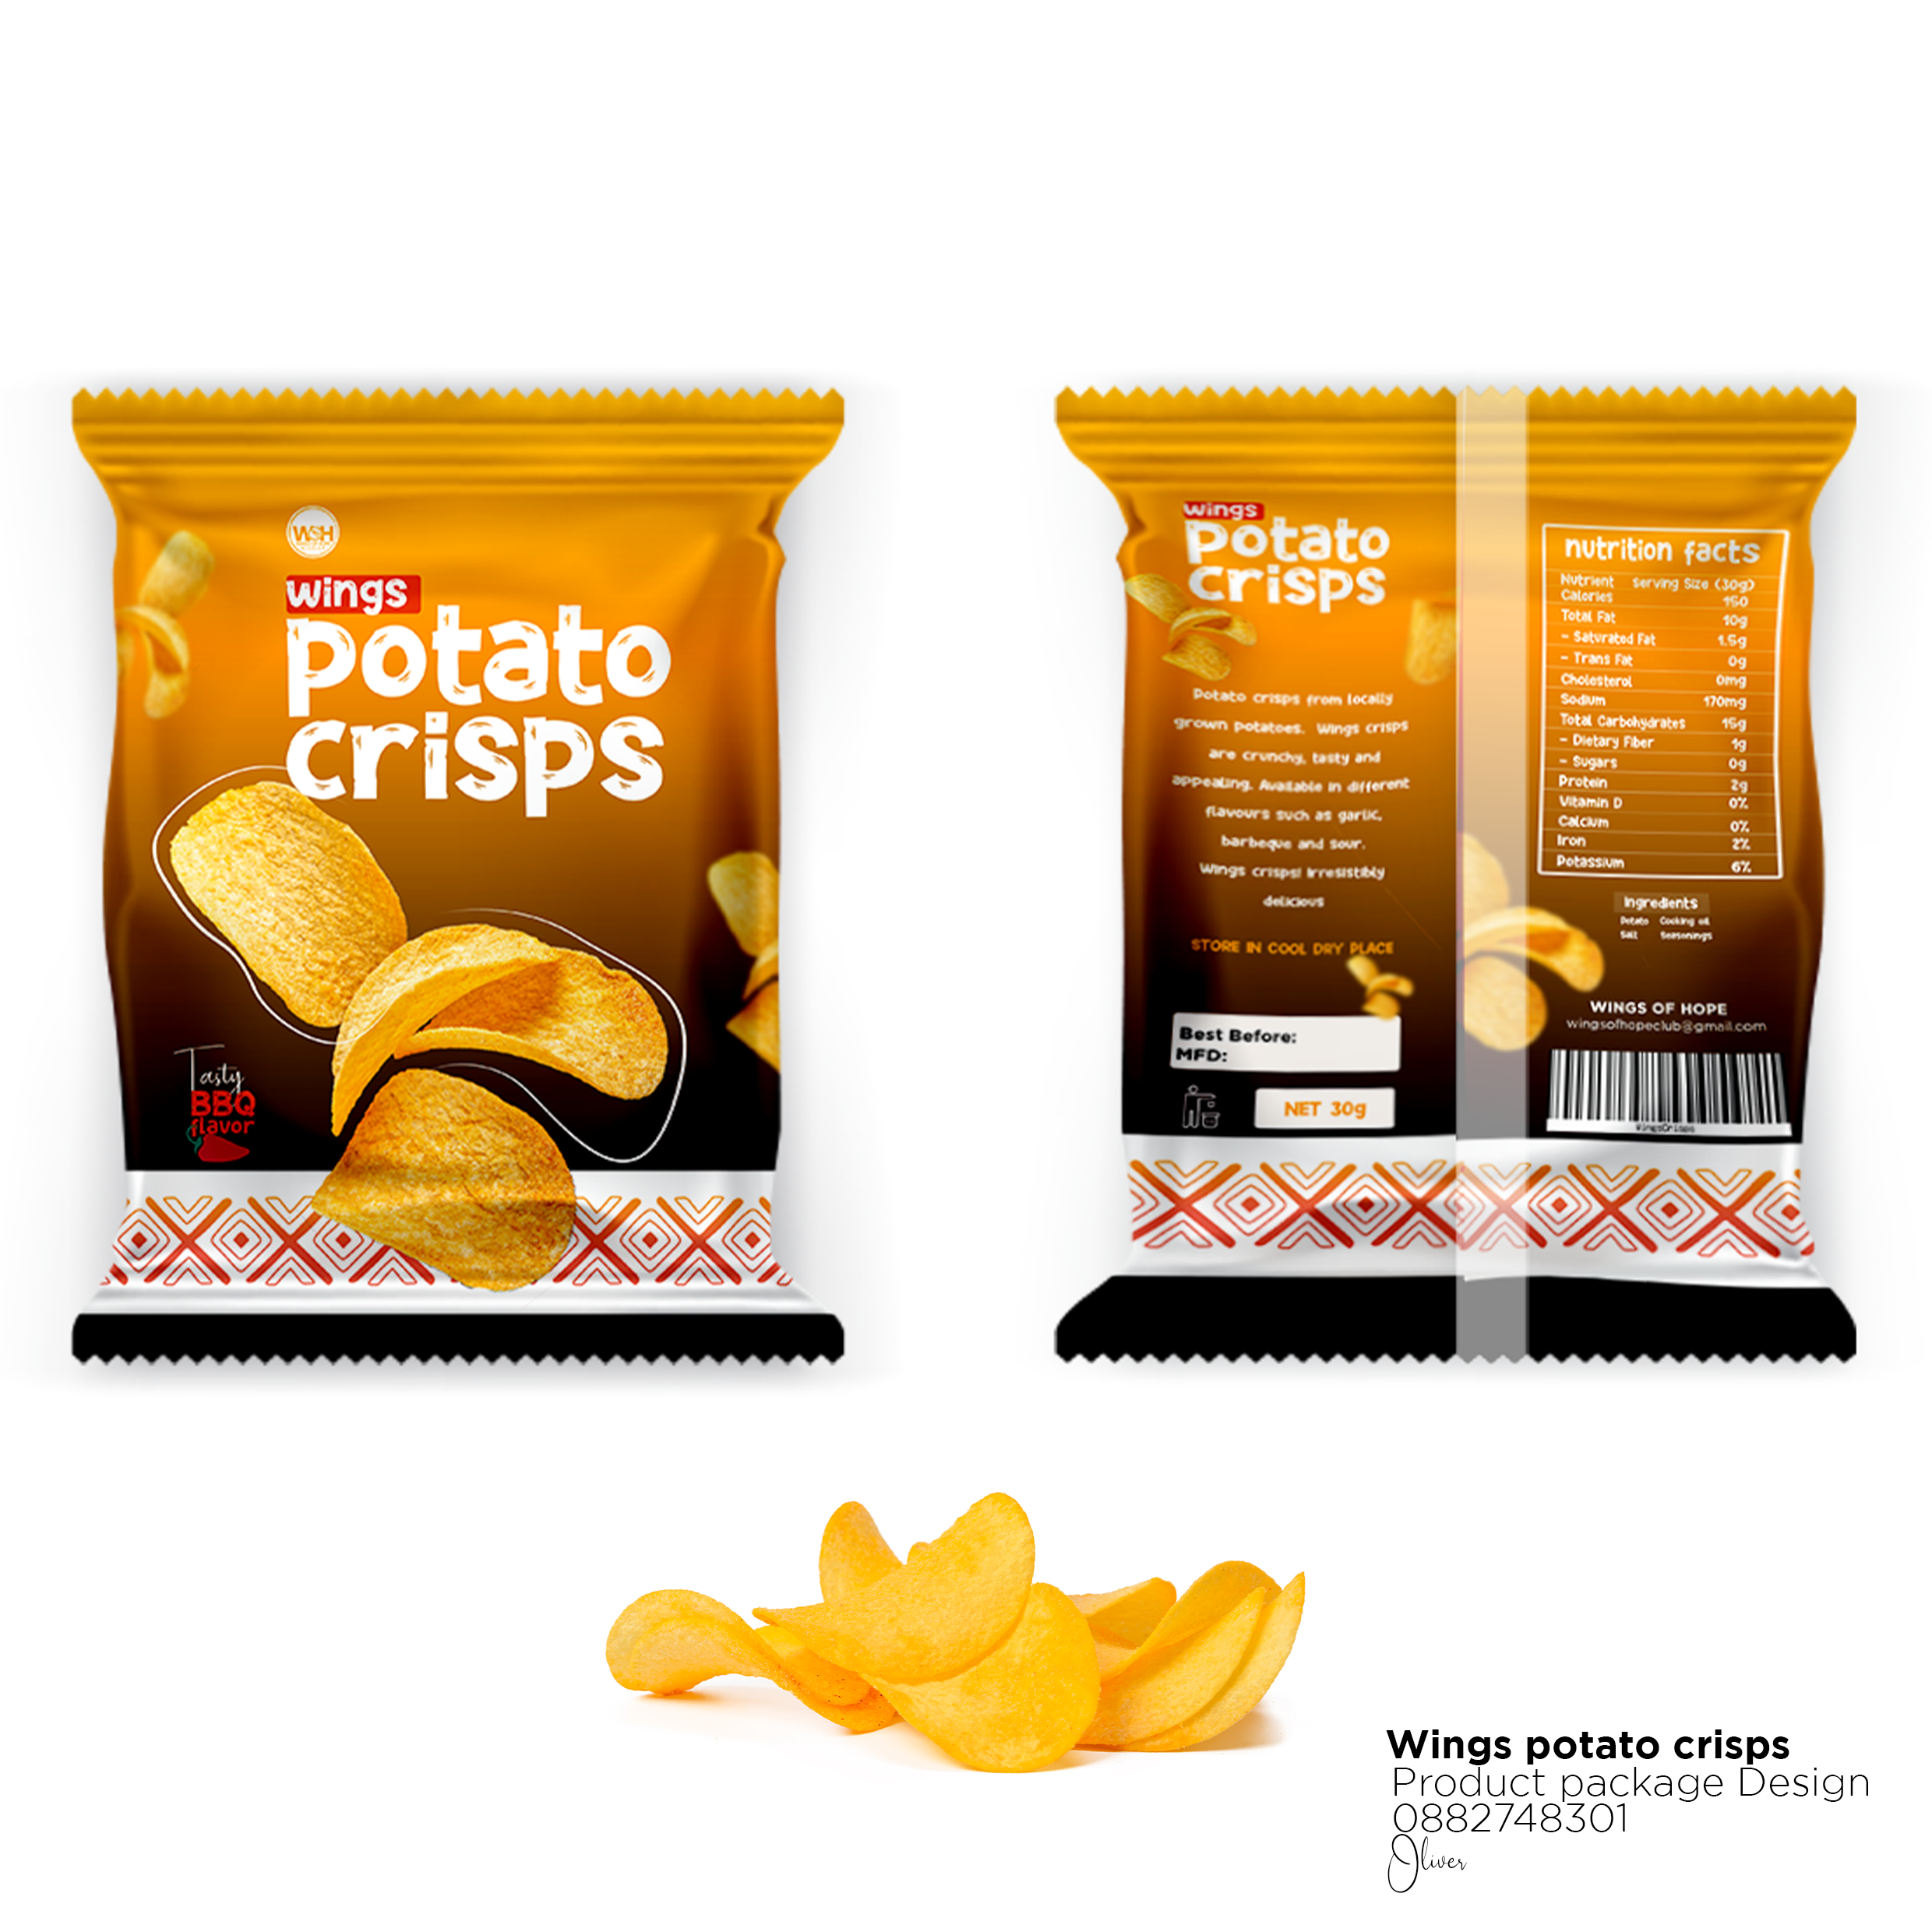 WSH
wings
potato
crisps
Tasty
BBQ
flavor
wings
potato
crisps
Potato crisps from locally
grown potatoes. Wings crisps
are crunchy, tasty and
appealing. Available in different
flavours such as garlic,
barbeque and sour.
Wings crisps! Irresistibly
delicious
STORE IN COOL DRY PLACE
Best Before:
MFD:
NET 30g
nutrition facts
Nutrient serving Size (30g)
Calories 150
Total Fat 10g
- Saturated Fat 1.5g
- Trans Fat 0g
Cholesterol 0mg
Sodium 170mg
Total Carbohydrates 15g
- Dietary Fiber 1g
- Sugars 0g
Protein 2g
Vitamin D 0%
Calcium 0%
Iron 2%
Potassium 6%
Ingredients
Potato Cooking oil
Salt Seasonings
WINGS OF HOPE
wingsofhopeclub@gmail.com
WingsCrisps
Wings potato crisps
Product package Design
0882748301
Oliver